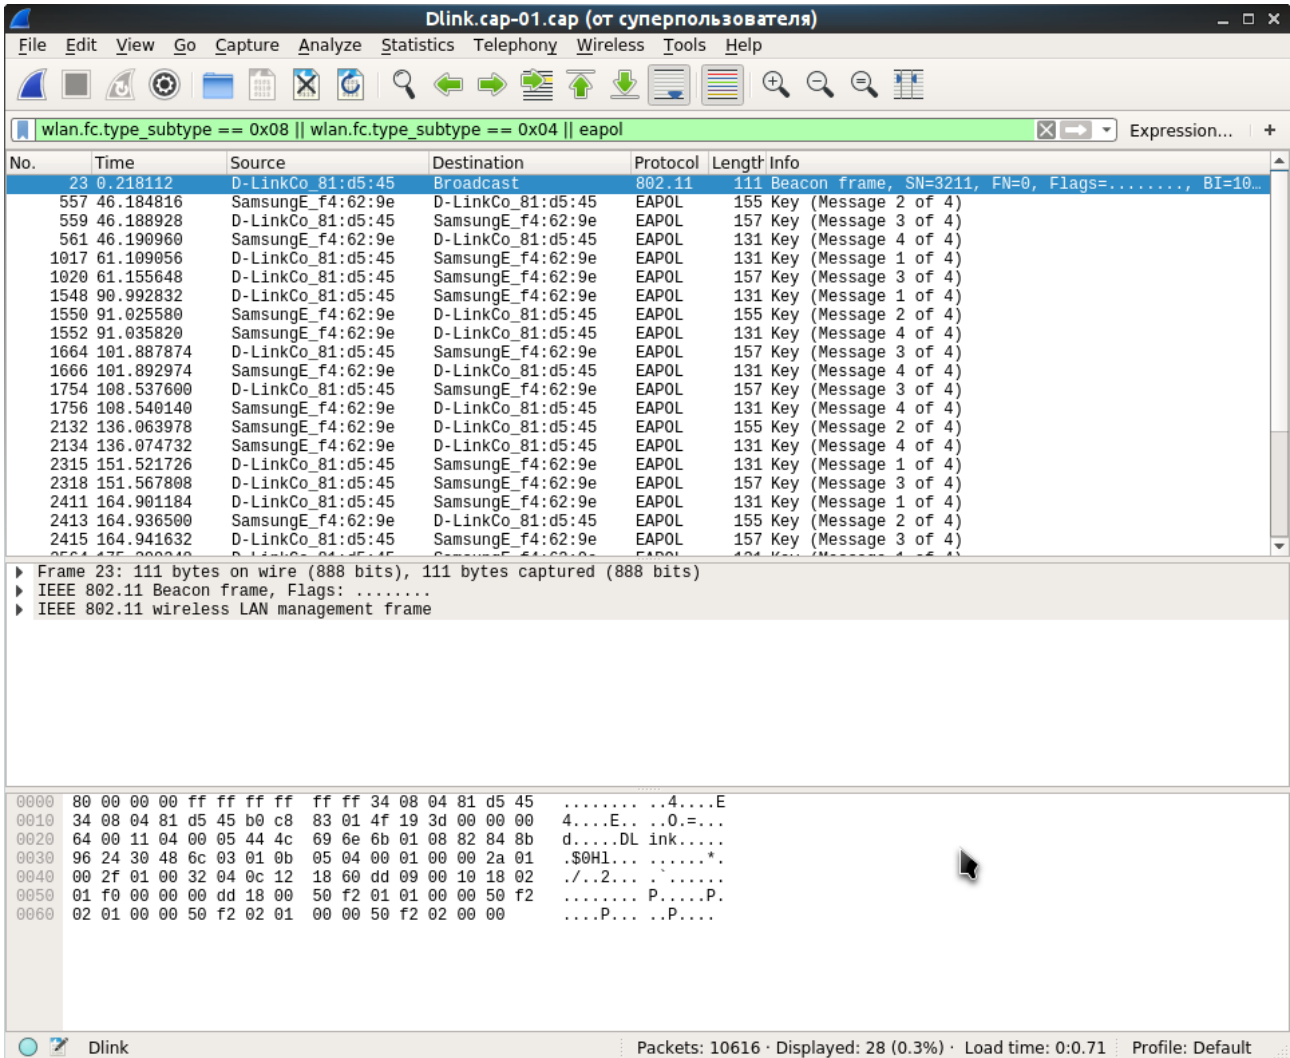 Dlink.cap-01.cap (от суперпользователя)
File Edit View Go Capture Analyze Statistics Telephony Wireless Tools Help
wlan.fc.type_subtype == 0x08 || wlan.fc.type_subtype == 0x04 || eapol Expression... +
No. Time Source Destination Protocol Length Info
23 0.218112 D-LinkCo_81:d5:45 Broadcast 802.11 111 Beacon frame, SN=3211, FN=0, Flags=........, BI=10…
557 46.184816 SamsungE_f4:62:9e D-LinkCo_81:d5:45 EAPOL 155 Key (Message 2 of 4)
559 46.188928 D-LinkCo_81:d5:45 SamsungE_f4:62:9e EAPOL 157 Key (Message 3 of 4)
561 46.190960 SamsungE_f4:62:9e D-LinkCo_81:d5:45 EAPOL 131 Key (Message 4 of 4)
1017 61.109056 D-LinkCo_81:d5:45 SamsungE_f4:62:9e EAPOL 131 Key (Message 1 of 4)
1020 61.155648 D-LinkCo_81:d5:45 SamsungE_f4:62:9e EAPOL 157 Key (Message 3 of 4)
1548 90.992832 D-LinkCo_81:d5:45 SamsungE_f4:62:9e EAPOL 131 Key (Message 1 of 4)
1550 91.025580 SamsungE_f4:62:9e D-LinkCo_81:d5:45 EAPOL 155 Key (Message 2 of 4)
1552 91.035820 SamsungE_f4:62:9e D-LinkCo_81:d5:45 EAPOL 131 Key (Message 4 of 4)
1664 101.887874 D-LinkCo_81:d5:45 SamsungE_f4:62:9e EAPOL 157 Key (Message 3 of 4)
1666 101.892974 SamsungE_f4:62:9e D-LinkCo_81:d5:45 EAPOL 131 Key (Message 4 of 4)
1754 108.537600 D-LinkCo_81:d5:45 SamsungE_f4:62:9e EAPOL 157 Key (Message 3 of 4)
1756 108.540140 SamsungE_f4:62:9e D-LinkCo_81:d5:45 EAPOL 131 Key (Message 4 of 4)
2132 136.063978 SamsungE_f4:62:9e D-LinkCo_81:d5:45 EAPOL 155 Key (Message 2 of 4)
2134 136.074732 SamsungE_f4:62:9e D-LinkCo_81:d5:45 EAPOL 131 Key (Message 4 of 4)
2315 151.521726 D-LinkCo_81:d5:45 SamsungE_f4:62:9e EAPOL 131 Key (Message 1 of 4)
2318 151.567808 D-LinkCo_81:d5:45 SamsungE_f4:62:9e EAPOL 157 Key (Message 3 of 4)
2411 164.901184 D-LinkCo_81:d5:45 SamsungE_f4:62:9e EAPOL 131 Key (Message 1 of 4)
2413 164.936500 SamsungE_f4:62:9e D-LinkCo_81:d5:45 EAPOL 155 Key (Message 2 of 4)
2415 164.941632 D-LinkCo_81:d5:45 SamsungE_f4:62:9e EAPOL 157 Key (Message 3 of 4)
Frame 23: 111 bytes on wire (888 bits), 111 bytes captured (888 bits)
IEEE 802.11 Beacon frame, Flags: ........
IEEE 802.11 wireless LAN management frame
0000 80 00 00 00 ff ff ff ff ff ff 34 08 04 81 d5 45 ........ ..4....E
0010 34 08 04 81 d5 45 b0 c8 83 01 4f 19 3d 00 00 00 4....E.. ..O.=...
0020 64 00 11 04 00 05 44 4c 69 6e 6b 01 08 82 84 8b d.....DL ink.....
0030 96 24 30 48 6c 03 01 0b 05 04 00 01 00 00 2a 01 .$0Hl... ......*.
0040 00 2f 01 00 32 04 0c 12 18 60 dd 09 00 10 18 02 ./..2... .`......
0050 01 f0 00 00 00 dd 18 00 50 f2 01 01 00 00 50 f2 ........ P.....P.
0060 02 01 00 00 50 f2 02 01 00 00 50 f2 02 00 00 ....P... ..P....
Dlink Packets: 10616 · Displayed: 28 (0.3%) · Load time: 0:0.71 Profile: Default